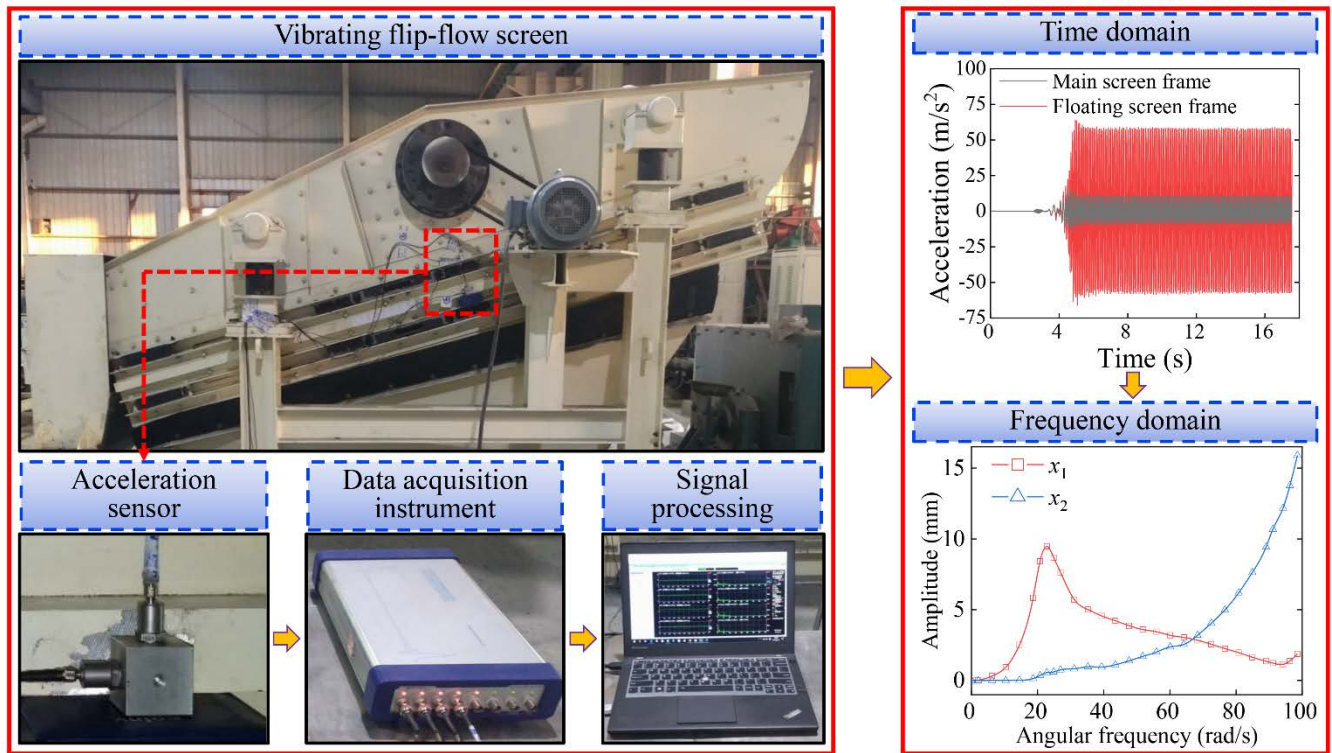 Vibrating flip-flow screen
Acceleration
sensor
Data acquisition
instrument
Signal
processing
Time domain
Main screen frame
Floating screen frame
Acceleration (m/s²)
100
75
50
25
0
-25
-50
-75
0
4
8
12
16
Time (s)
Frequency domain
x₁
x₂
Amplitude (mm)
15
10
5
0
0
20
40
60
80
100
Angular frequency (rad/s)